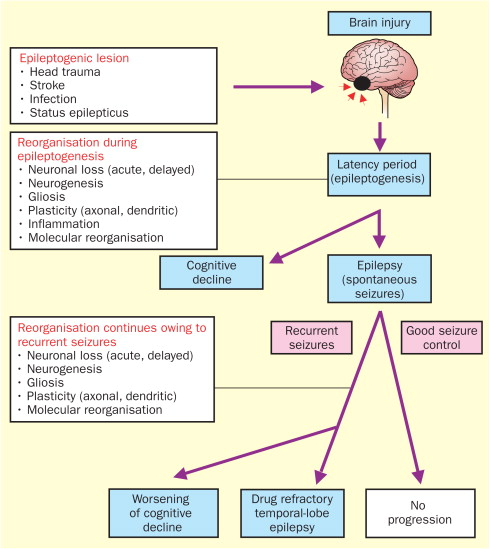 Brain injury
Epileptogenic lesion
· Head trauma
· Stroke
· Infection
· Status epilepticus
Reorganisation during
epileptogenesis
· Neuronal loss (acute, delayed)
· Neurogenesis
· Gliosis
· Plasticity (axonal, dendritic)
· Inflammation
· Molecular reorganisation
Latency period
(epileptogenesis)
Cognitive
decline
Epilepsy
(spontaneous
seizures)
Reorganisation continues owing to
recurrent seizures
· Neuronal loss (acute, delayed)
· Neurogenesis
· Gliosis
· Plasticity (axonal, dendritic)
· Molecular reorganisation
Recurrent
seizures
Good seizure
control
Worsening
of cognitive
decline
Drug refractory
temporal-lobe
epilepsy
No
progression